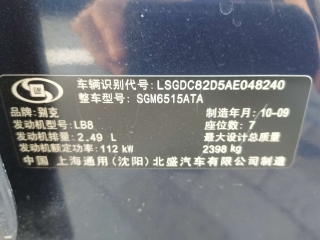 车辆识别代号: LSGDC82D5AE048240
整车型号: SGM6515ATA
品牌: 别克 制造年月: 10-09
发动机型号: LB8 座位数: 7
发动机排量: 2.49 L 最大设计总质量
发动机额定功率: 112 kW 2398 kg
中国 上海通用(沈阳)北盛汽车有限公司制造